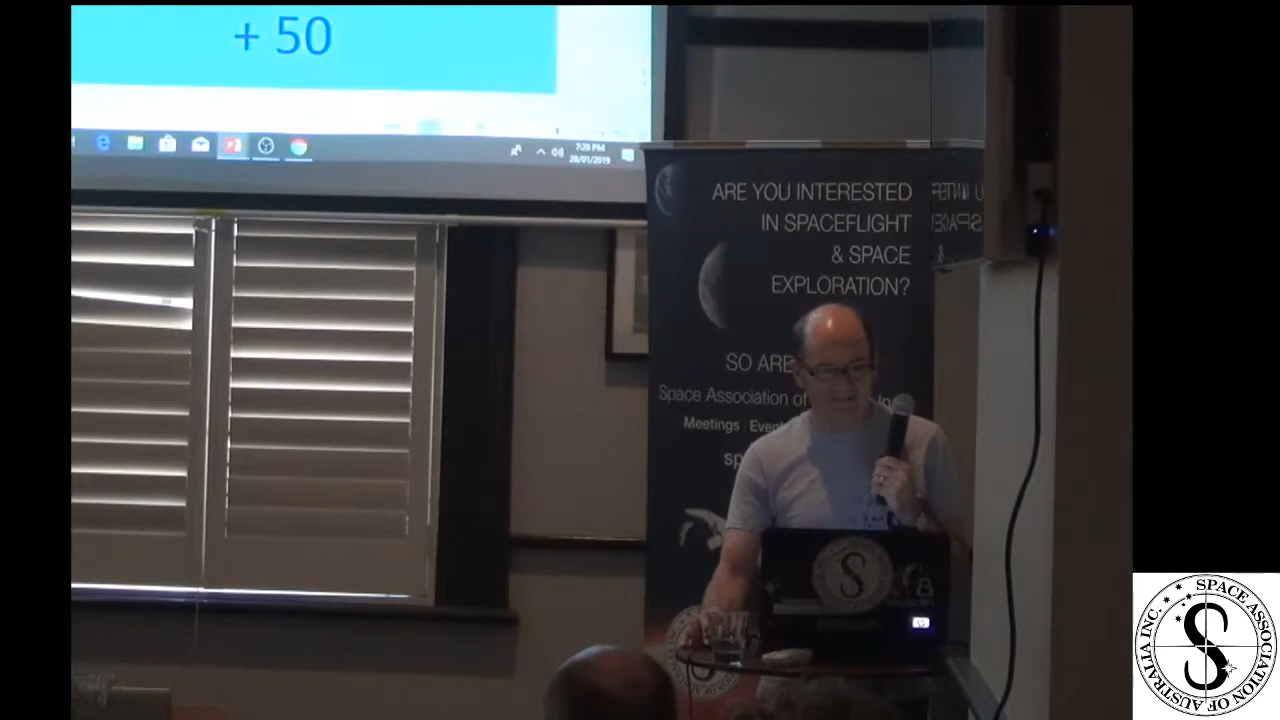 + 50
7:28 PM
28/01/2019
ARE YOU INTERESTED
IN SPACEFLIGHT
& SPACE
EXPLORATION?
SO ARE
Space Association of
Meetings Event
sp
S
SPACE ASSOCIATION OF AUSTRALIA INC.
S